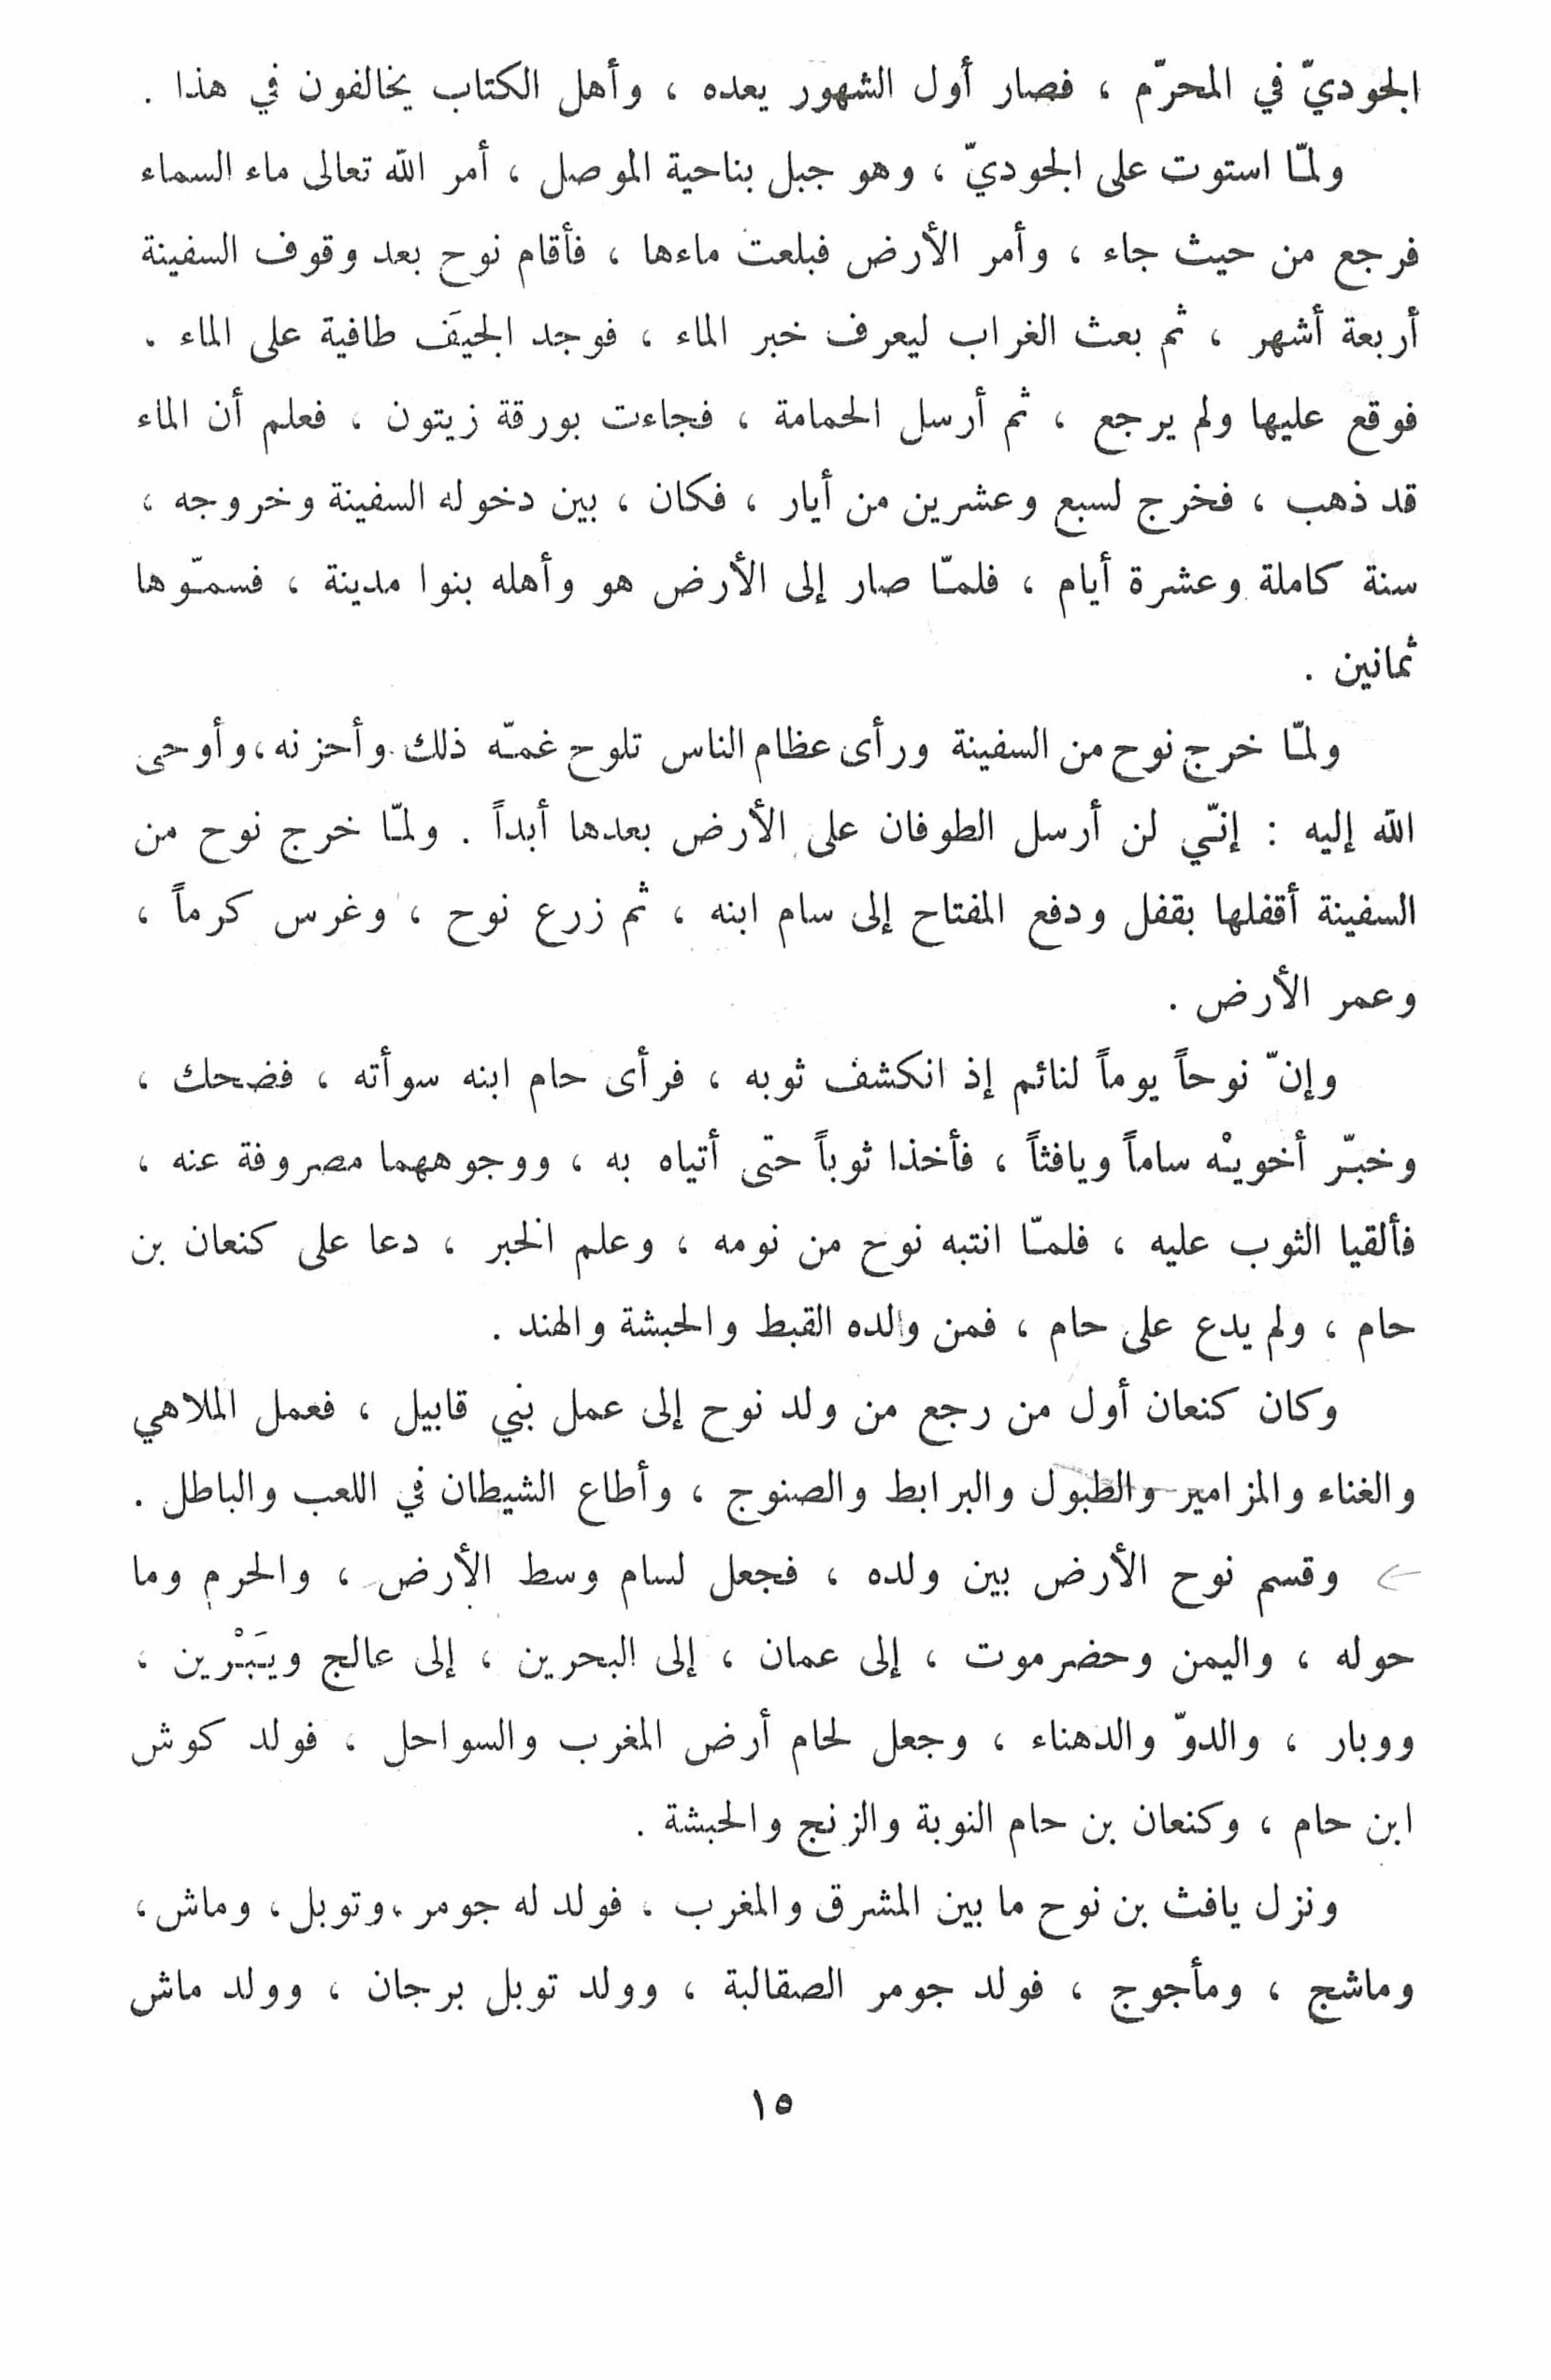 الجوديّ في المحرّم ، فصار أول الشهور يعده ، وأهل الكتاب يخالفون في هذا .
ولمّا استوت على الجوديّ ، وهو جبل بناحية الموصل ، أمر الله تعالى ماء السماء
فرجع من حيث جاء ، وأمر الأرض فبلعت ماءها ، فأقام نوح بعد وقوف السفينة
أربعة أشهر ، ثم بعث الغراب ليعرف خبر الماء ، فوجد الجيَف طافية على الماء .
فوقع عليها ولم يرجع ، ثم أرسل الحمامة ، فجاءت بورقة زيتون ، فعلم أن الماء
قد ذهب ، فخرج لسبع وعشرين من أيار ، فكان ، بين دخوله السفينة وخروجه ،
سنة كاملة وعشرة أيام ، فلمّا صار إلى الأرض هو وأهله بنوا مدينة ، فسمّوها
ثمانين .
ولمّا خرج نوح من السفينة ورأى عظام الناس تلوح غمّه ذلك وأحزنه ، وأوحى
الله إليه : إنّي لن أرسل الطوفان على الأرض بعدها أبداً . ولمّا خرج نوح من
السفينة أقفلها بقفل ودفع المفتاح إلى سام ابنه ، ثم زرع نوح ، وغرس كرماً ،
وعمر الأرض .
وإنّ نوحاً يوماً لنائم إذ انكشف ثوبه ، فرأى حام ابنه سوأته ، فضحك ،
وخبّر أخويْه ساماً ويافثاً ، فأخذا ثوباً حتى أتياه به ، ووجوههما مصروفة عنه ،
فألقيا الثوب عليه ، فلمّا انتبه نوح من نومه ، وعلم الخبر ، دعا على كنعان بن
حام ، ولم يدع على حام ، فمن والده القبط والحبشة والهند .
وكان كنعان أول من رجع من ولد نوح إلى عمل بني قابيل ، فعمل الملاهي
والغناء والمزامير والطبول والبرابط والصنوج ، وأطاع الشيطان في اللعب والباطل .
وقسم نوح الأرض بين ولده ، فجعل لسام وسط الأرض ، والحرم وما
حوله ، واليمن وحضرموت ، إلى عمان ، إلى البحرين ، إلى عالج ويَبْرين ،
ووبار ، والدوّ والدهناء ، وجعل لحام أرض المغرب والسواحل ، فولد كوش
ابن حام ، وكنعان بن حام النوبة والزنج والحبشة .
ونزل يافث بن نوح ما بين المشرق والمغرب ، فولد له جومر ، وتوبل ، وماش ،
وماشج ، ومأجوج ، فولد جومر الصقالبة ، وولد توبل برجان ، وولد ماش
١٥